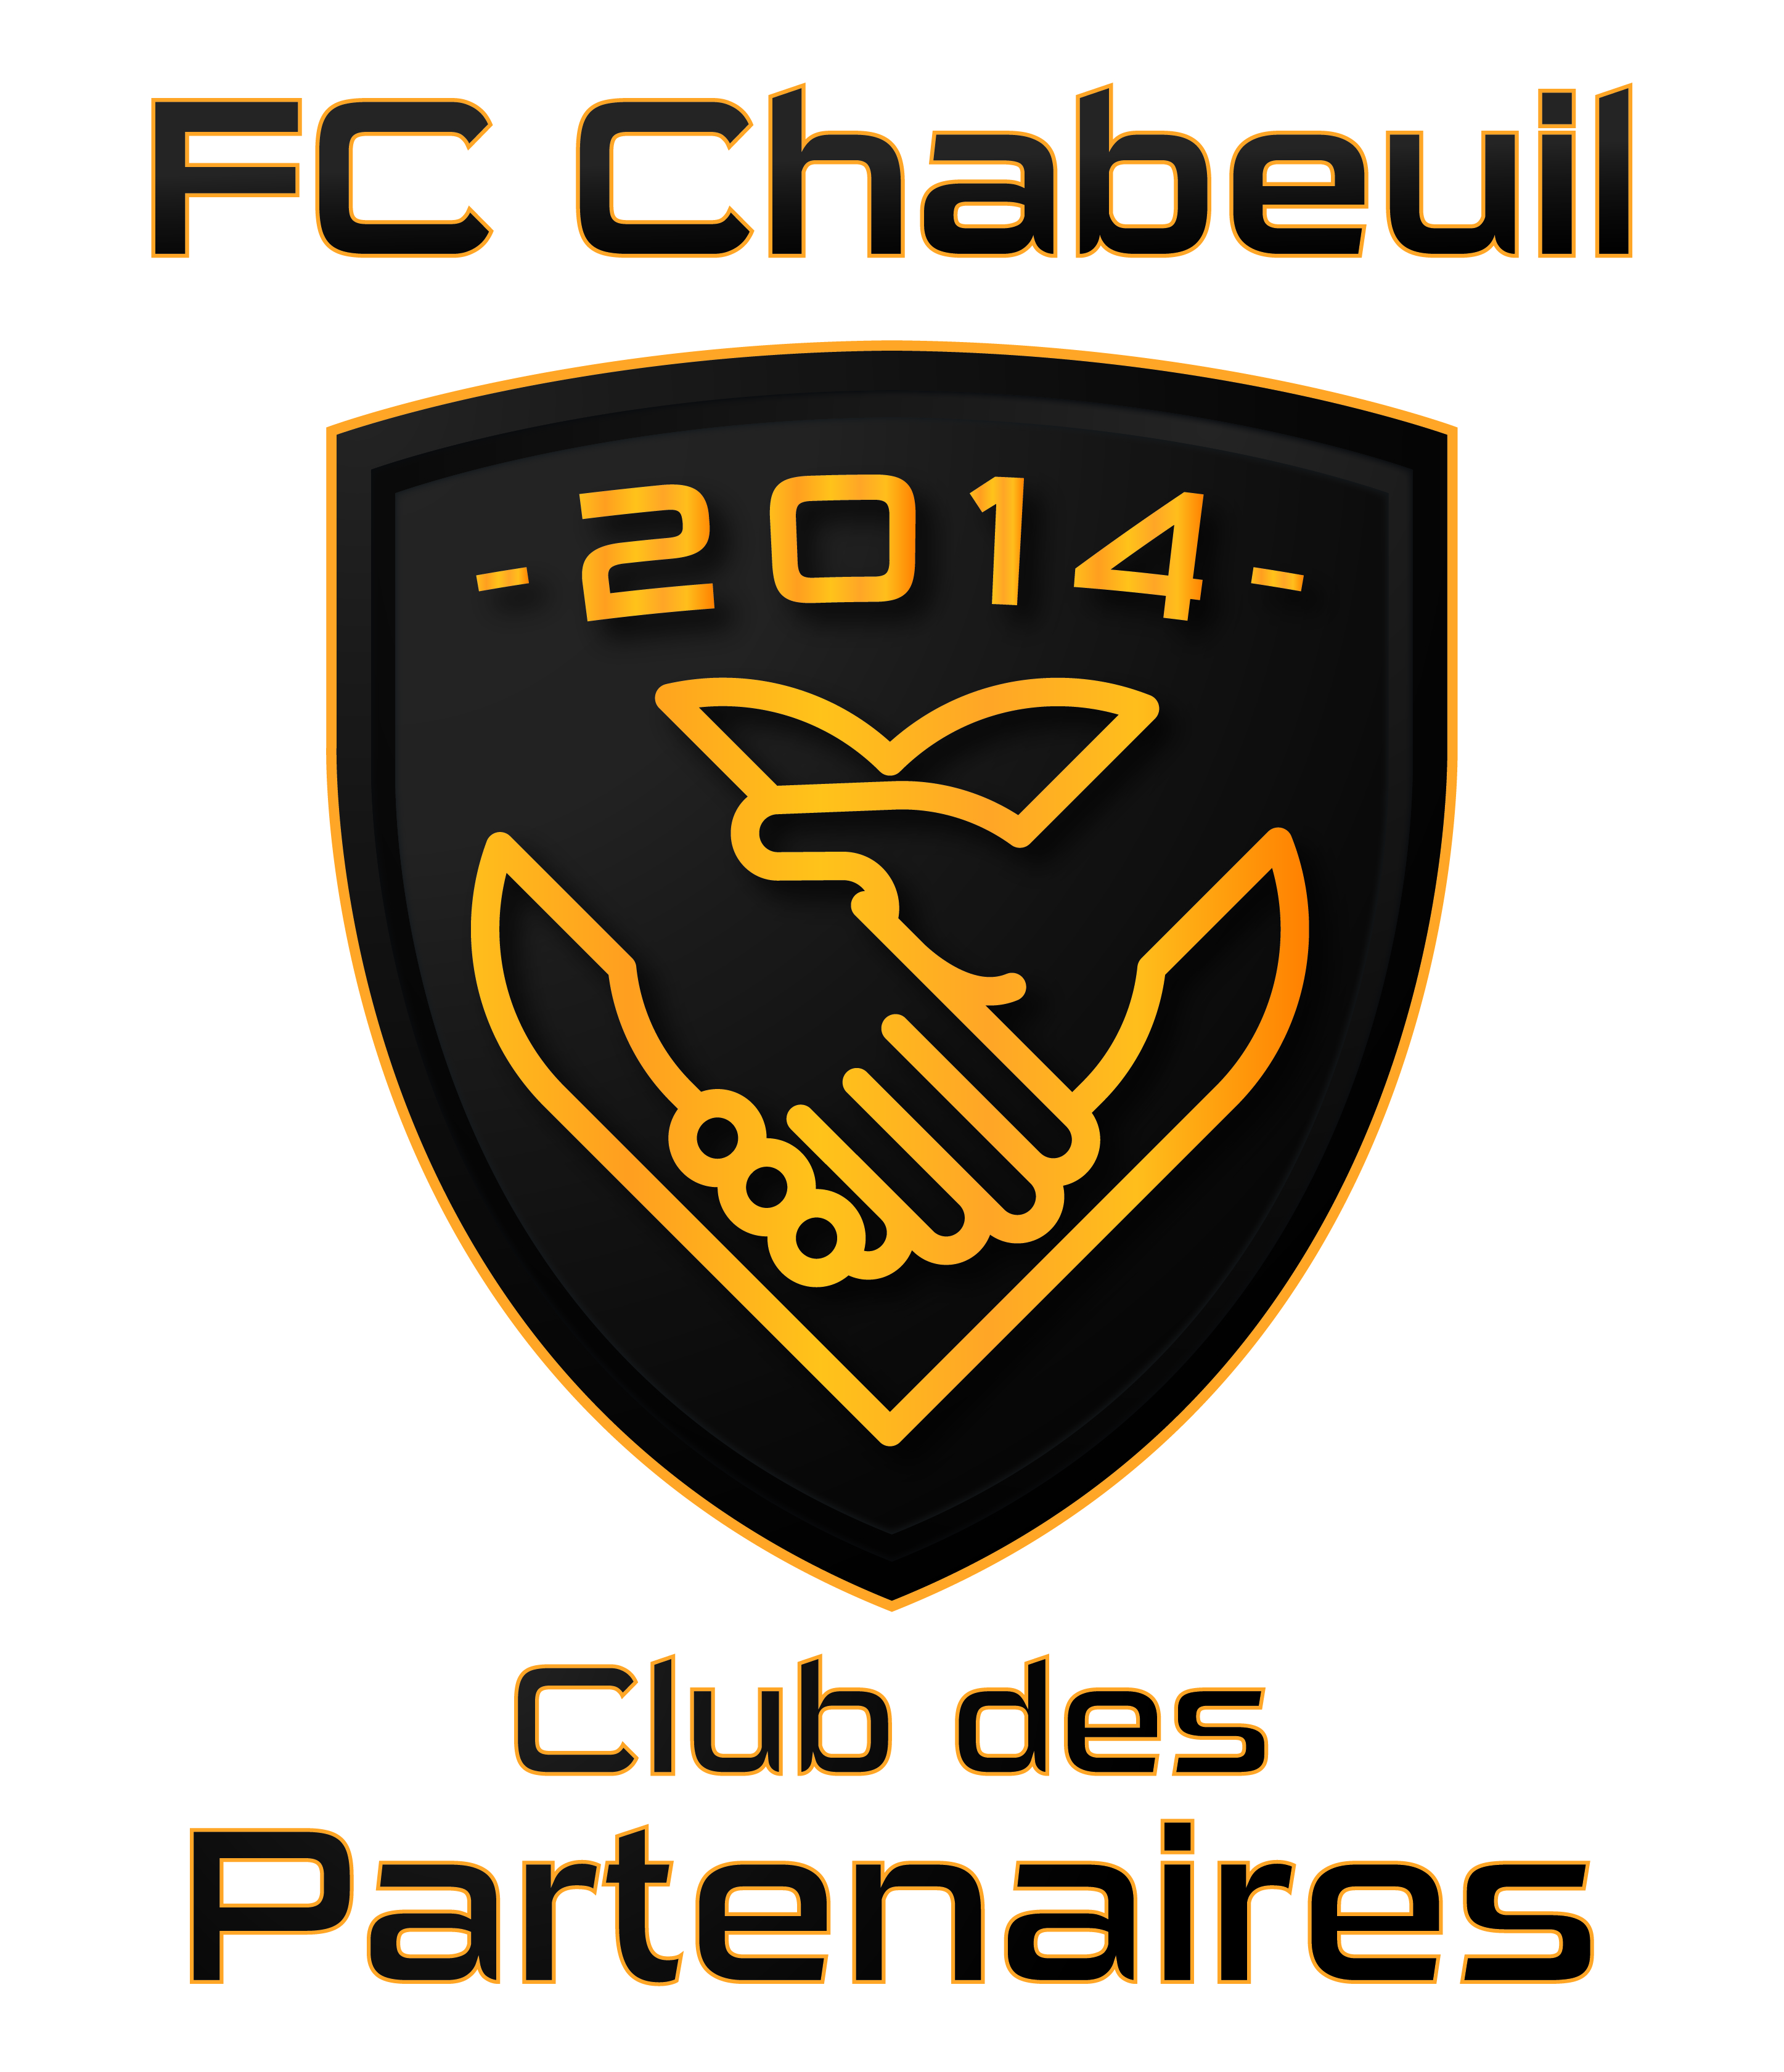 FC Chabeuil
-2014-
Club des
Partenaires